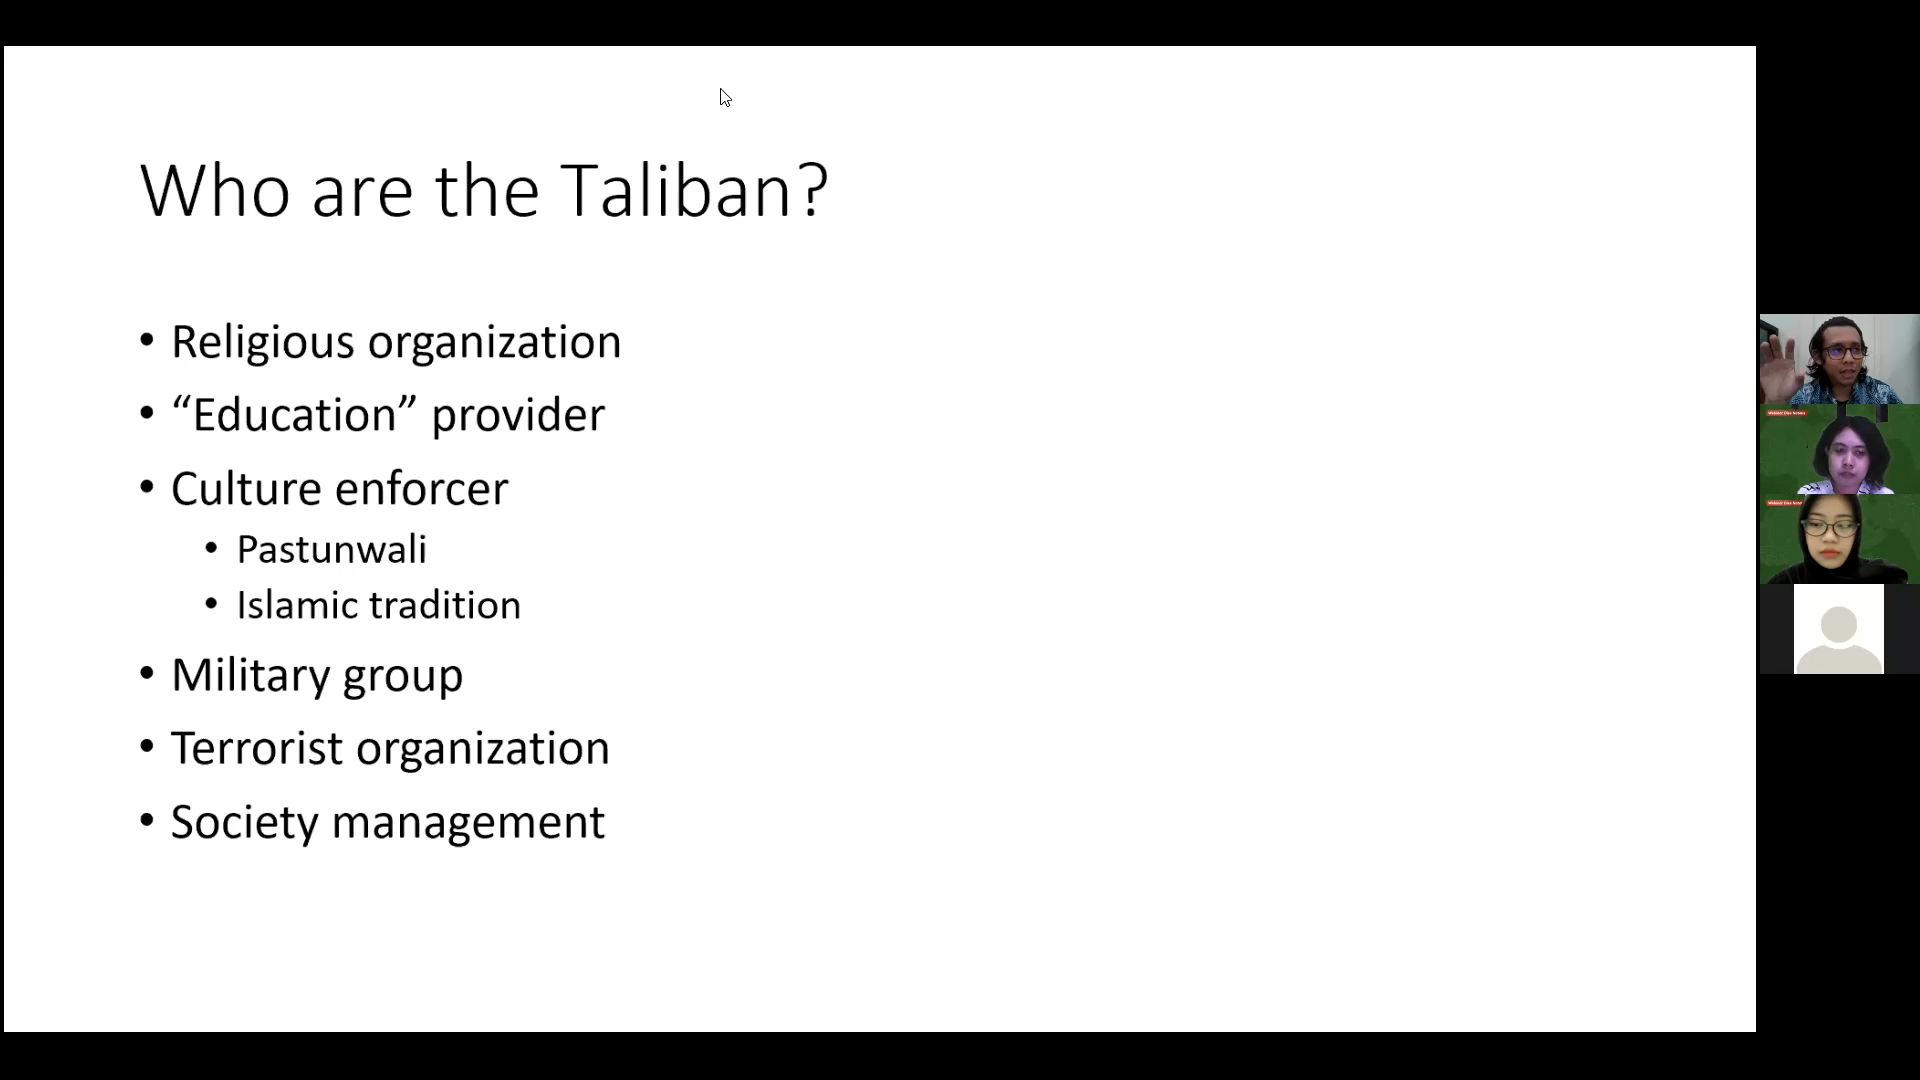 Who are the Taliban?
• Religious organization
• “Education” provider
• Culture enforcer
• Pastunwali
• Islamic tradition
• Military group
• Terrorist organization
• Society management